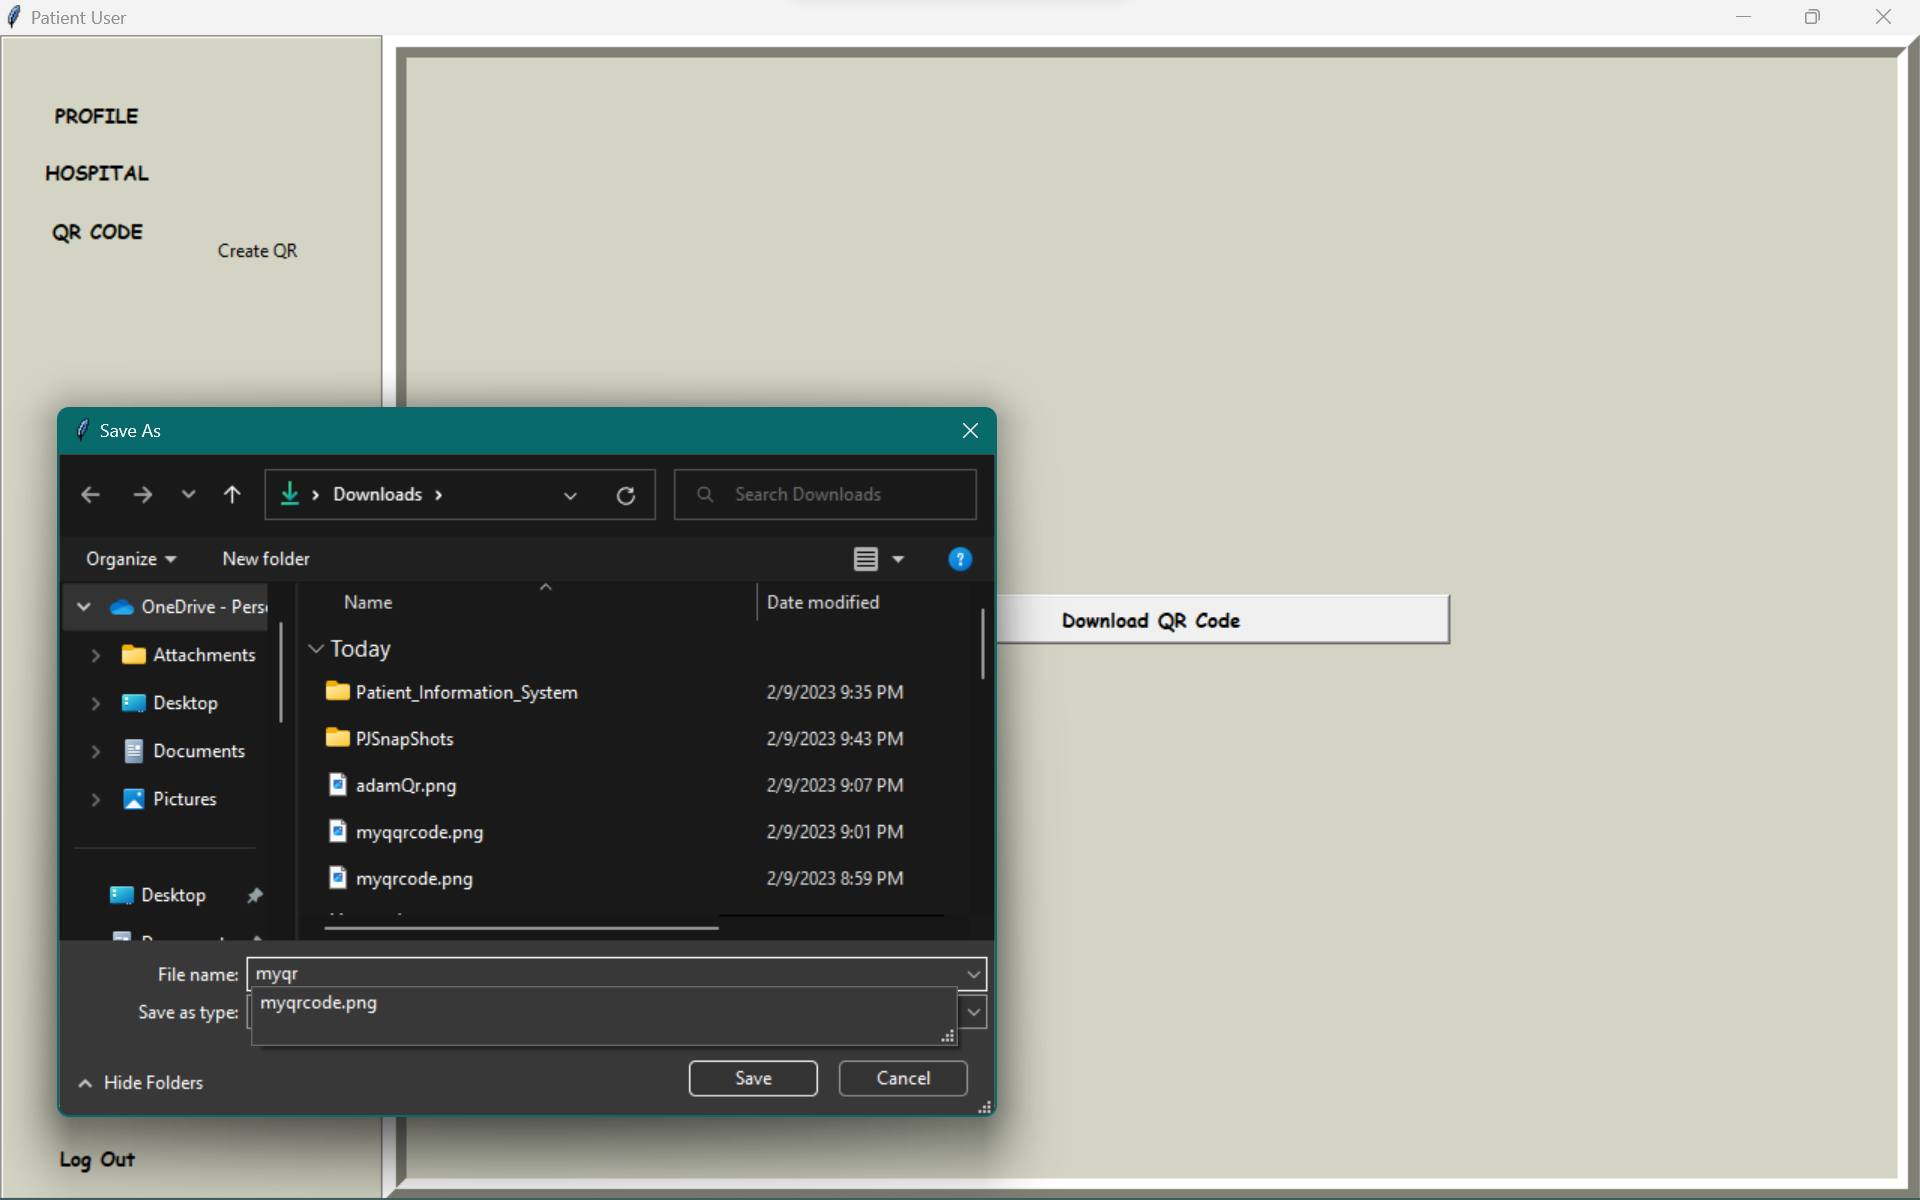 Patient User
PROFILE
HOSPITAL
QR CODE
Create QR
Save As
Downloads
Search Downloads
Organize
New folder
OneDrive - Pers
Attachments
Desktop
Documents
Pictures
Desktop
Name
Date modified
Today
Patient_Information_System 2/9/2023 9:35 PM
PJSnapShots 2/9/2023 9:43 PM
adamQr.png 2/9/2023 9:07 PM
myqqrcode.png 2/9/2023 9:01 PM
myqrcode.png 2/9/2023 8:59 PM
File name: myqr
myqrcode.png
Save as type:
Hide Folders
Save
Cancel
Download QR Code
Log Out